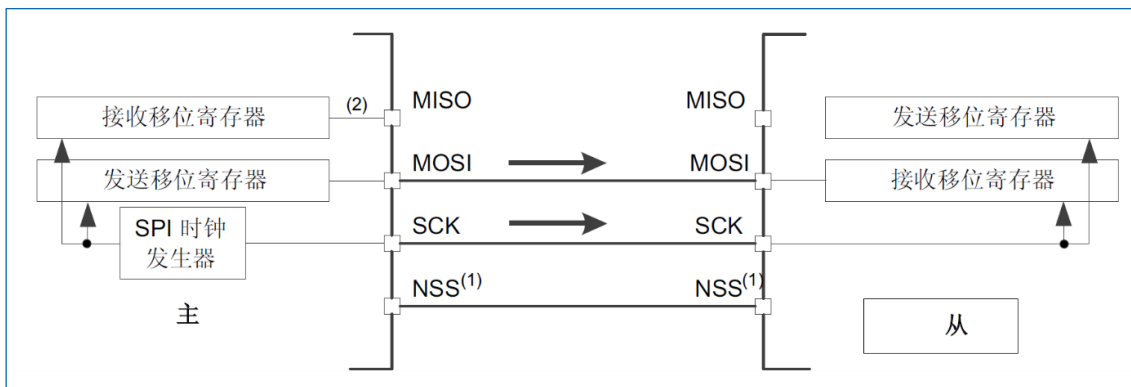 (2) MISO MISO
接收移位寄存器 发送移位寄存器
MOSI MOSI
发送移位寄存器 接收移位寄存器
SPI 时钟
发生器
SCK SCK
NSS(1) NSS(1)
主 从